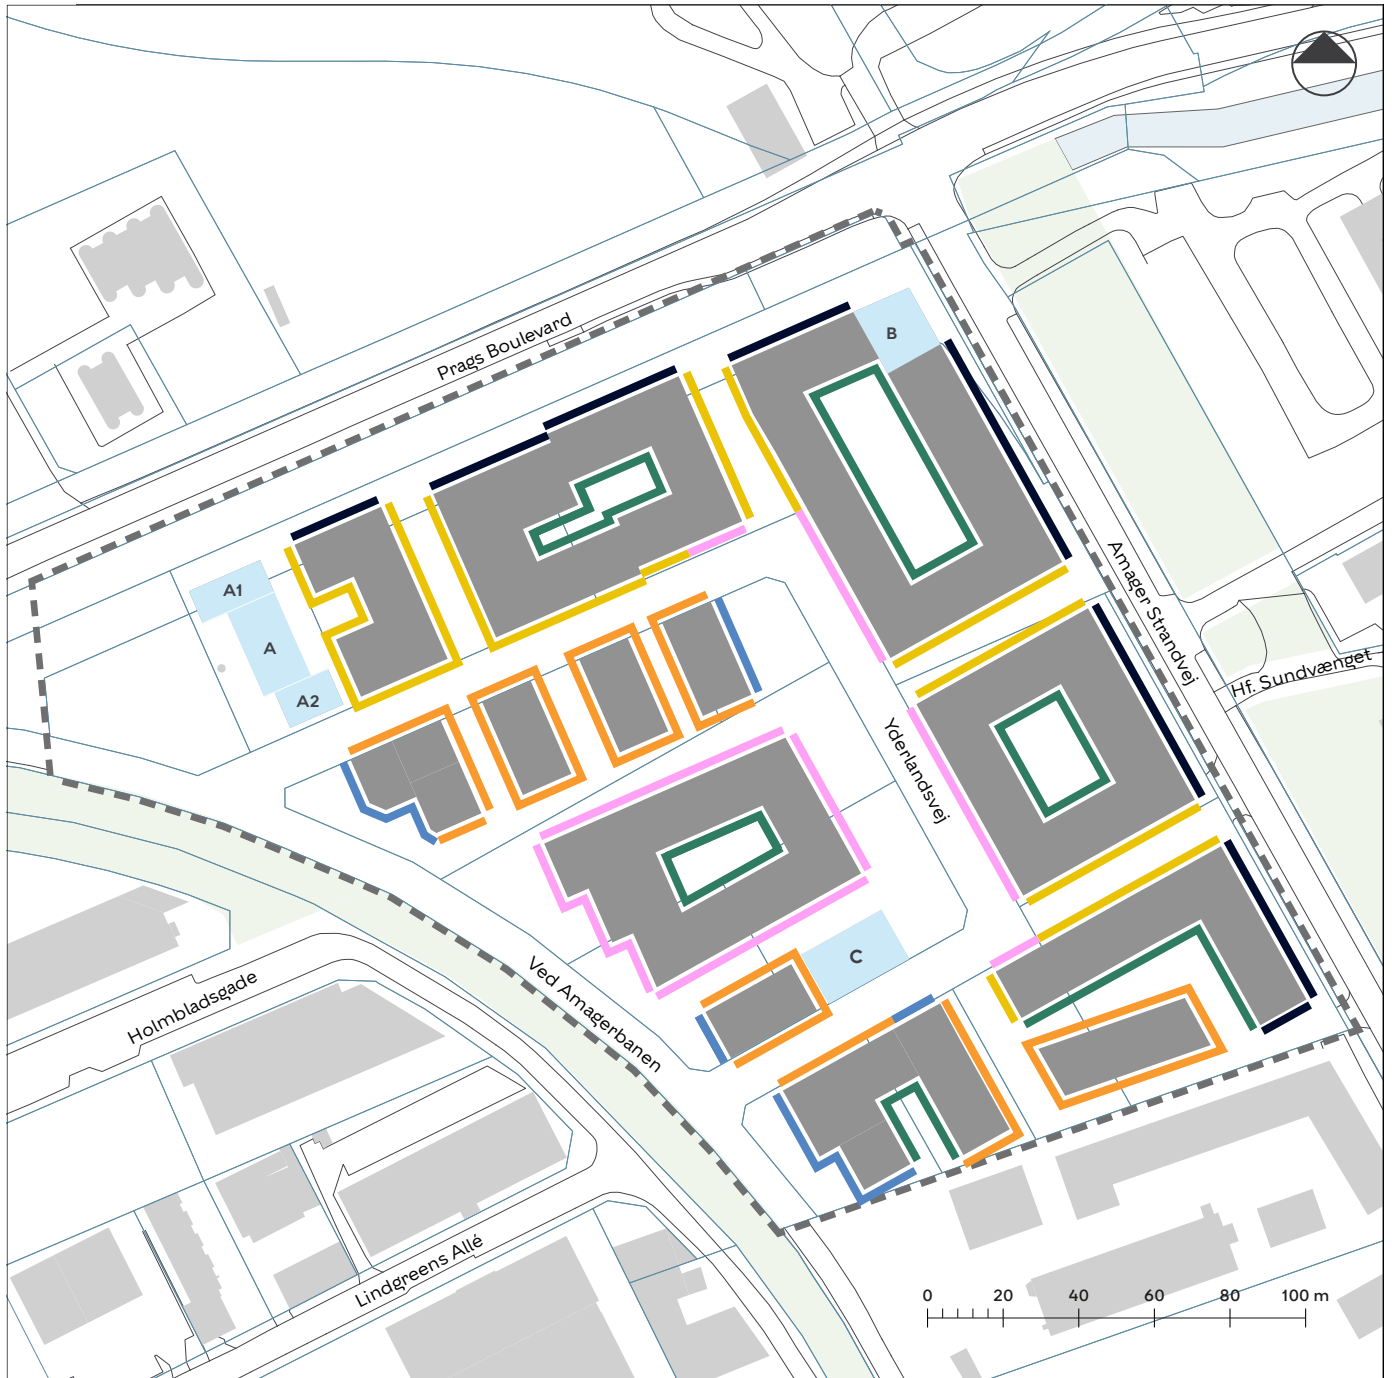 Prags Boulevard
B
A1
A
A2
Amager Strandvej
Hf. Sundvænget
Yderlandsvej
C
Ved Amagerbanen
Holmbladsgade
Lindgreens Allé
0 20 40 60 80 100 m